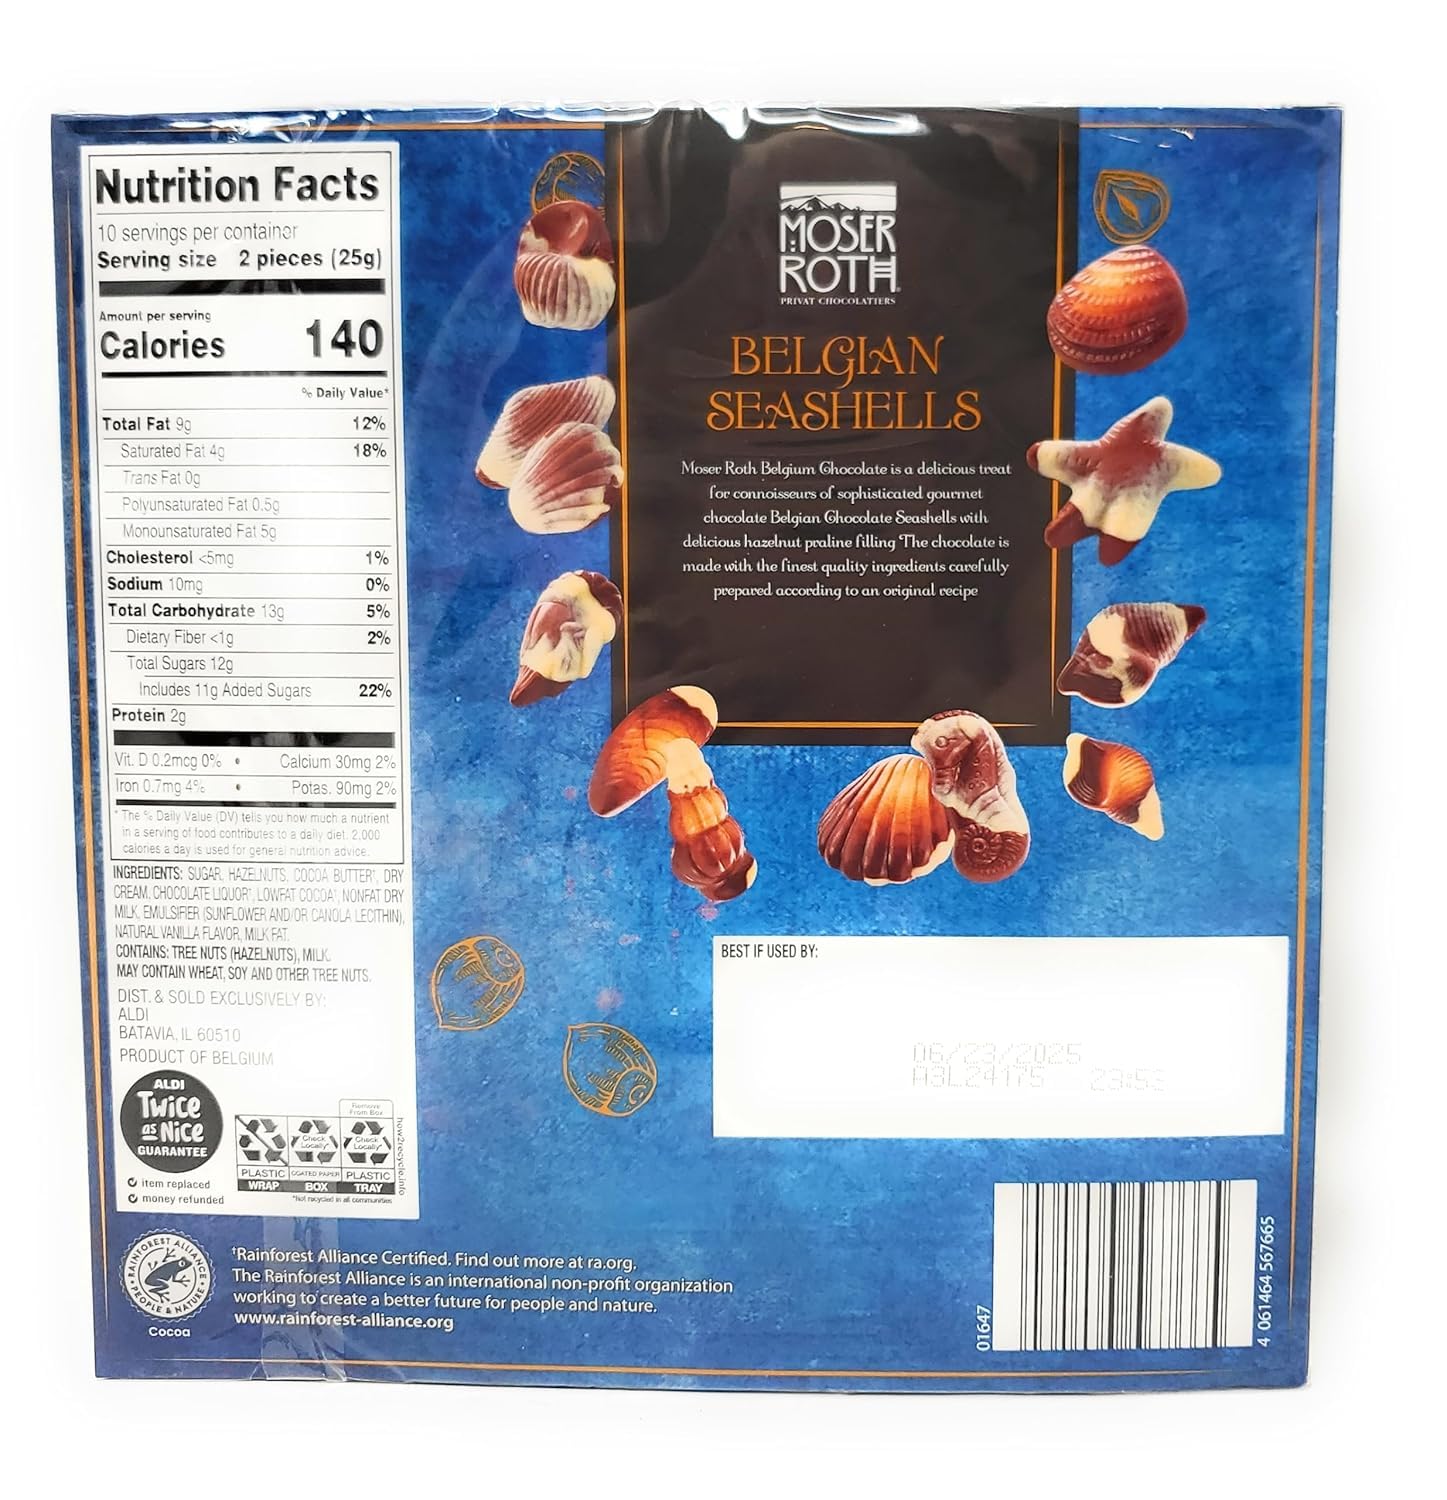 Nutrition Facts
10 servings per container
Serving size 2 pieces (25g)
Amount per serving
Calories 140
% Daily Value*
Total Fat 9g 12%
Saturated Fat 4g 18%
Trans Fat 0g
Polyunsaturated Fat 0.5g
Monounsaturated Fat 5g
Cholesterol <5mg 1%
Sodium 10mg 0%
Total Carbohydrate 13g 5%
Dietary Fiber <1g 2%
Total Sugars 12g
Includes 11g Added Sugars 22%
Protein 2g
Vit. D 0.2mcg 0% • Calcium 30mg 2%
Iron 0.7mg 4% • Potas. 90mg 2%
* The % Daily Value (DV) tells you how much a nutrient
in a serving of food contributes to a daily diet. 2,000
calories a day is used for general nutrition advice.
INGREDIENTS: SUGAR, HAZELNUTS, COCOA BUTTER†, DRY
CREAM, CHOCOLATE LIQUOR†, LOWFAT COCOA†, NONFAT DRY
MILK, EMULSIFIER (SUNFLOWER AND/OR CANOLA LECITHIN),
NATURAL VANILLA FLAVOR, MILK FAT.
CONTAINS: TREE NUTS (HAZELNUTS), MILK.
MAY CONTAIN WHEAT, SOY AND OTHER TREE NUTS.
DIST. & SOLD EXCLUSIVELY BY:
ALDI
BATAVIA, IL 60510
PRODUCT OF BELGIUM
ALDI
Twice
as Nice
GUARANTEE
item replaced
money refunded
Remove
From Box
Check
Locally*
Check
Locally*
PLASTIC COATED PAPER PLASTIC
WRAP BOX TRAY
*Not recycled in all communities
how2recycle.info
MOSER
ROTH
PRIVAT CHOCOLATIERS
BELGIAN
SEASHELLS
Moser Roth Belgium Chocolate is a delicious treat
for connoisseurs of sophisticated gourmet
chocolate Belgian Chocolate Seashells with
delicious hazelnut praline filling The chocolate is
made with the finest quality ingredients carefully
prepared according to an original recipe
BEST IF USED BY:
06/23/2025
A3L24175
RAINFOREST ALLIANCE
PEOPLE & NATURE
Cocoa
†Rainforest Alliance Certified. Find out more at ra.org.
The Rainforest Alliance is an international non-profit organization
working to create a better future for people and nature.
www.rainforest-alliance.org
01647
4 061464 567665